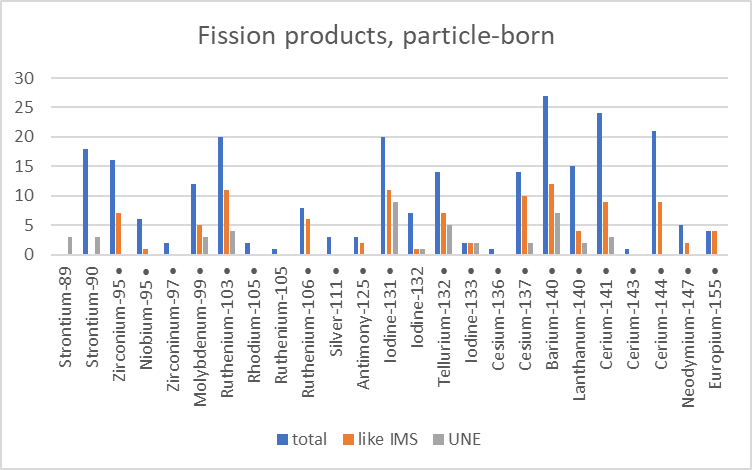 Fission products, particle-born
30
25
20
15
10
5
0
Strontium-89
Strontium-90
Zirconium-95 •
Niobium-95 •
Zirconinum-97 •
Molybdenum-99 •
Ruthenium-103 •
Rhodium-105 •
Ruthenium-105
Ruthenium-106 •
Silver-111 •
Antimony-125 •
Iodine-131 •
Iodine-132
Tellurium-132 •
Iodine-133 •
Cesium-136 •
Cesium-137 •
Barium-140 •
Lanthanum-140 •
Cerium-141 •
Cerium-143 •
Cerium-144 •
Neodymium-147 •
Europium-155 •
total like IMS UNE